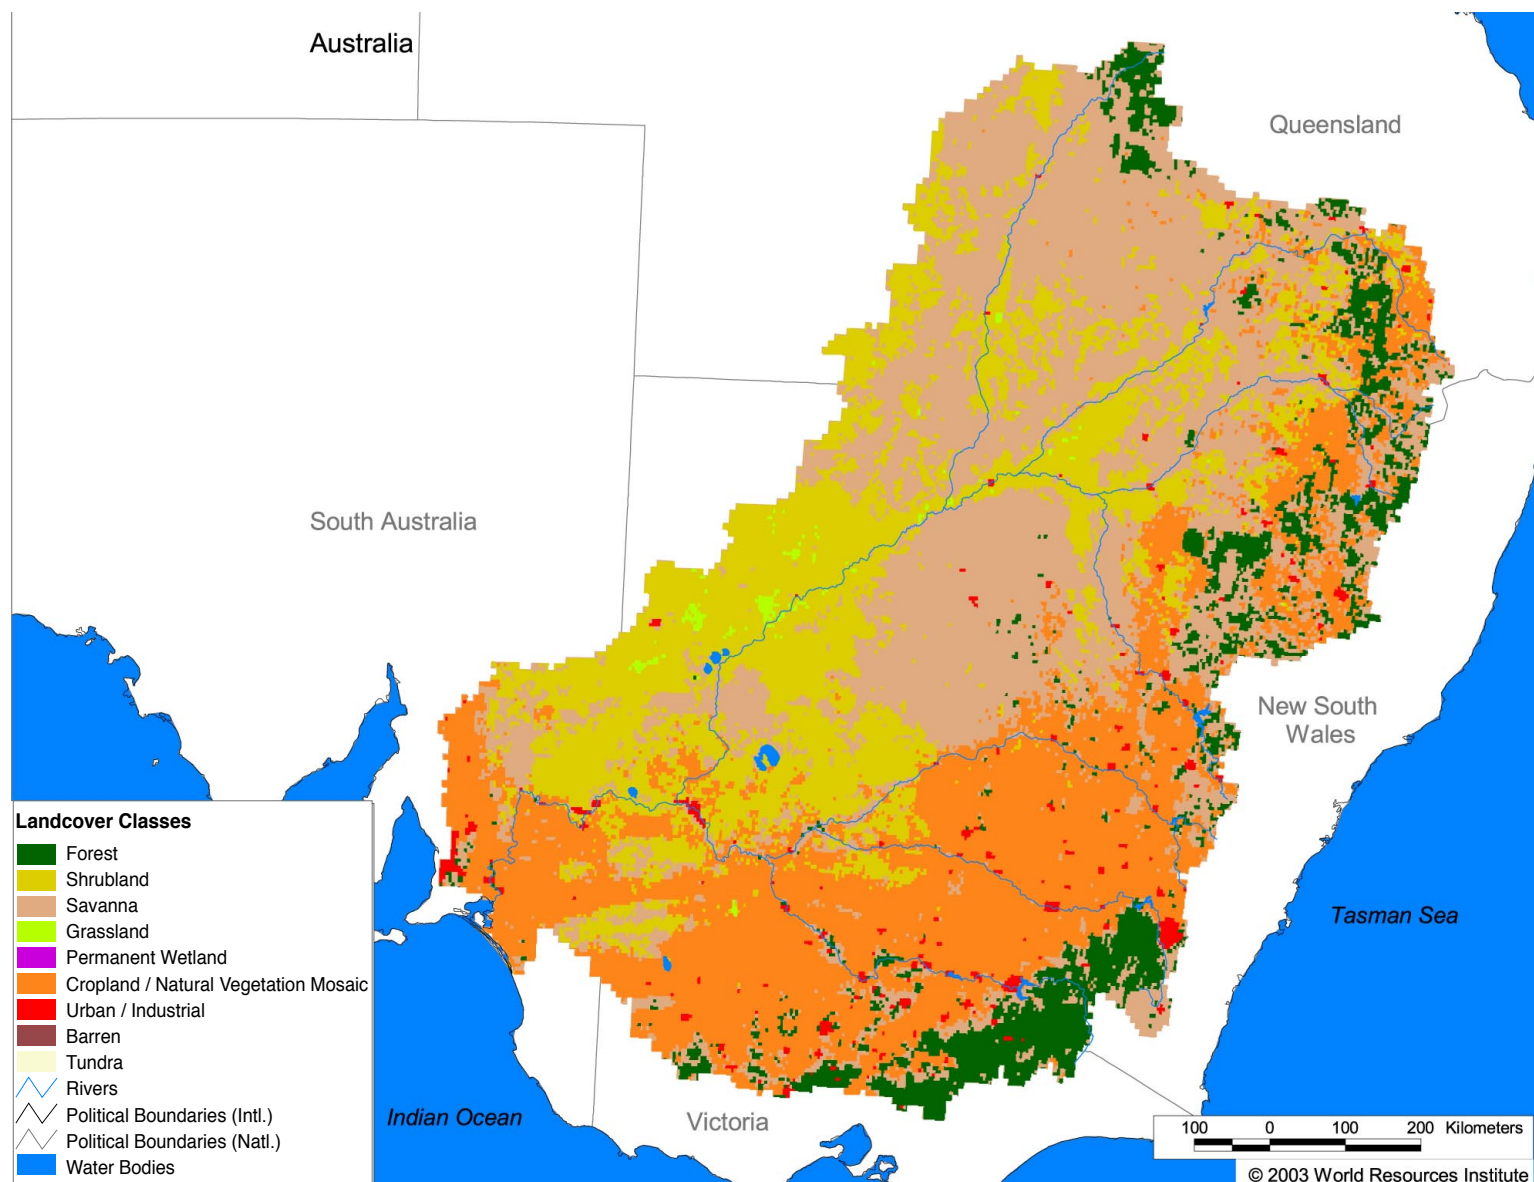 Australia
Queensland
South Australia
New South
Wales
Landcover Classes
Forest
Shrubland
Savanna
Grassland
Permanent Wetland
Cropland / Natural Vegetation Mosaic
Urban / Industrial
Barren
Tundra
Rivers
Political Boundaries (Intl.)
Political Boundaries (Natl.)
Water Bodies
Tasman Sea
Indian Ocean
Victoria
100 0 100 200 Kilometers
© 2003 World Resources Institute